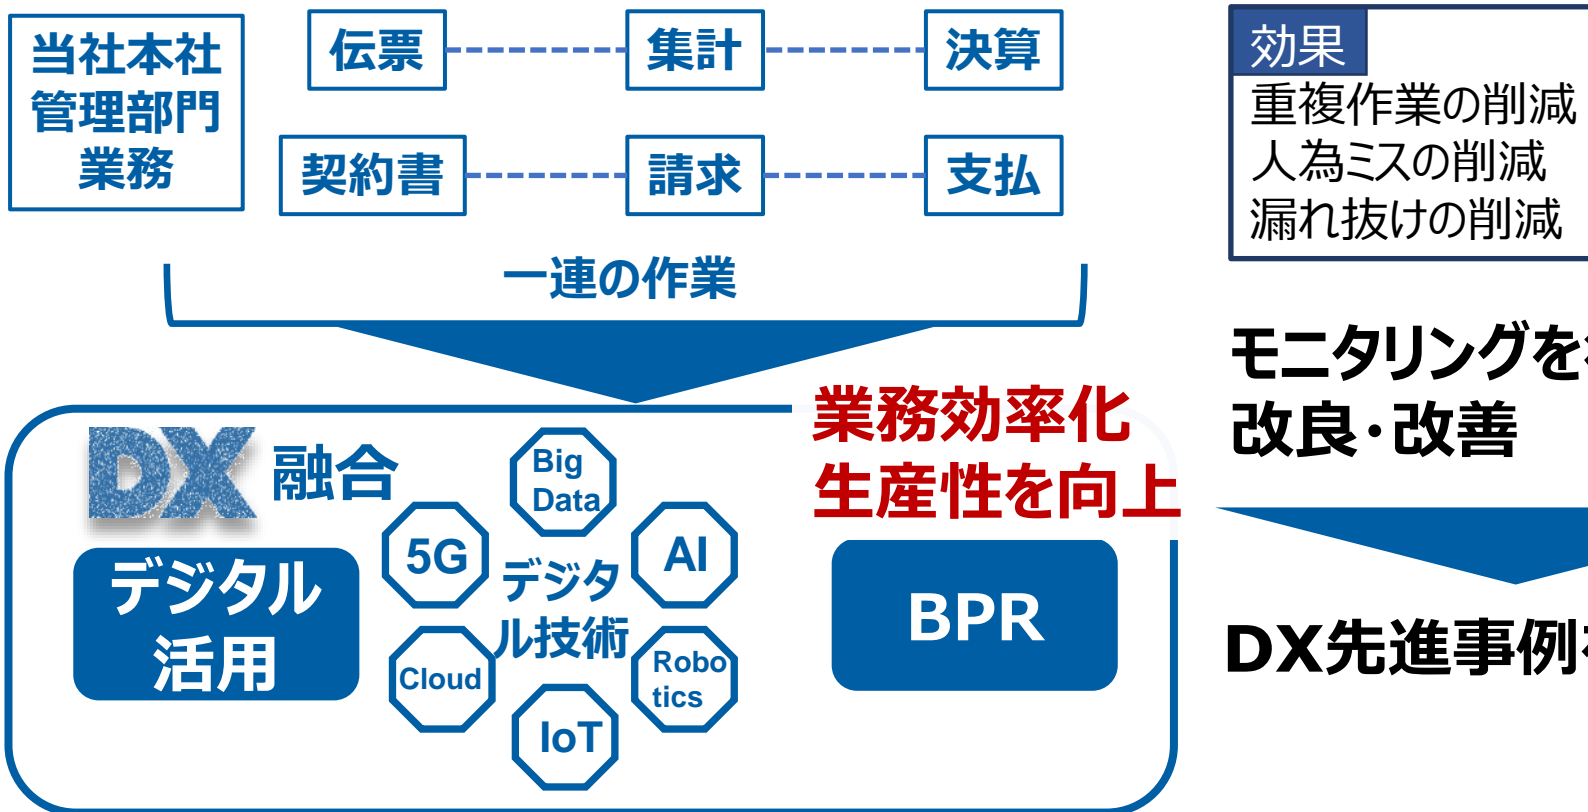 当社本社
管理部門
業務
伝票
集計
決算
契約書
請求
支払
一連の作業
DX 融合
デジタル
活用
Big
Data
5G
AI
デジタ
ル技術
Cloud
Robo
tics
IoT
業務効率化
生産性を向上
BPR
効果
重複作業の削減
人為ミスの削減
漏れ抜けの削減
モニタリングを
改良・改善
DX先進事例